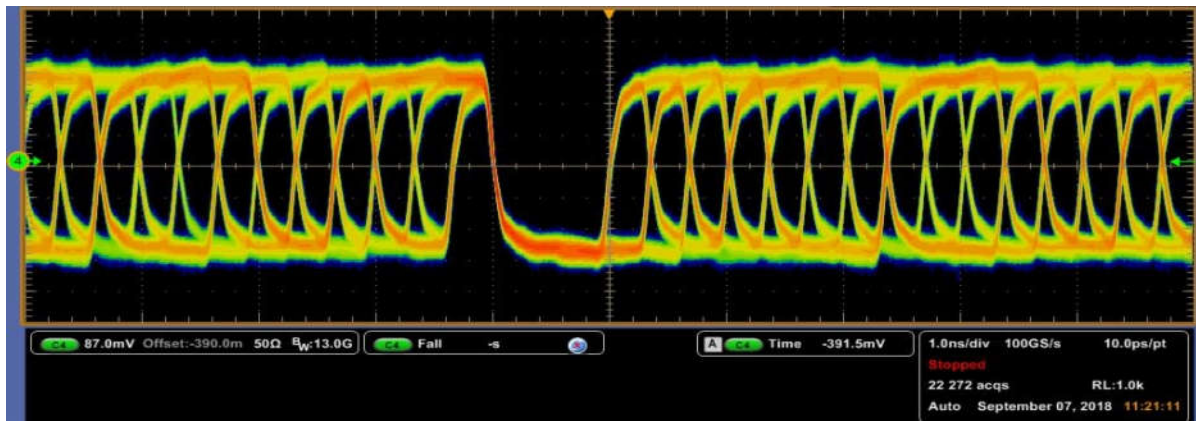 4
C4 87.0mV Offset:-390.0m 50Ω BW:13.0G
C4 Fall -s
A C4 Time -391.5mV
1.0ns/div 100GS/s 10.0ps/pt
Stopped
22 272 acqs RL:1.0k
Auto September 07, 2018 11:21:11